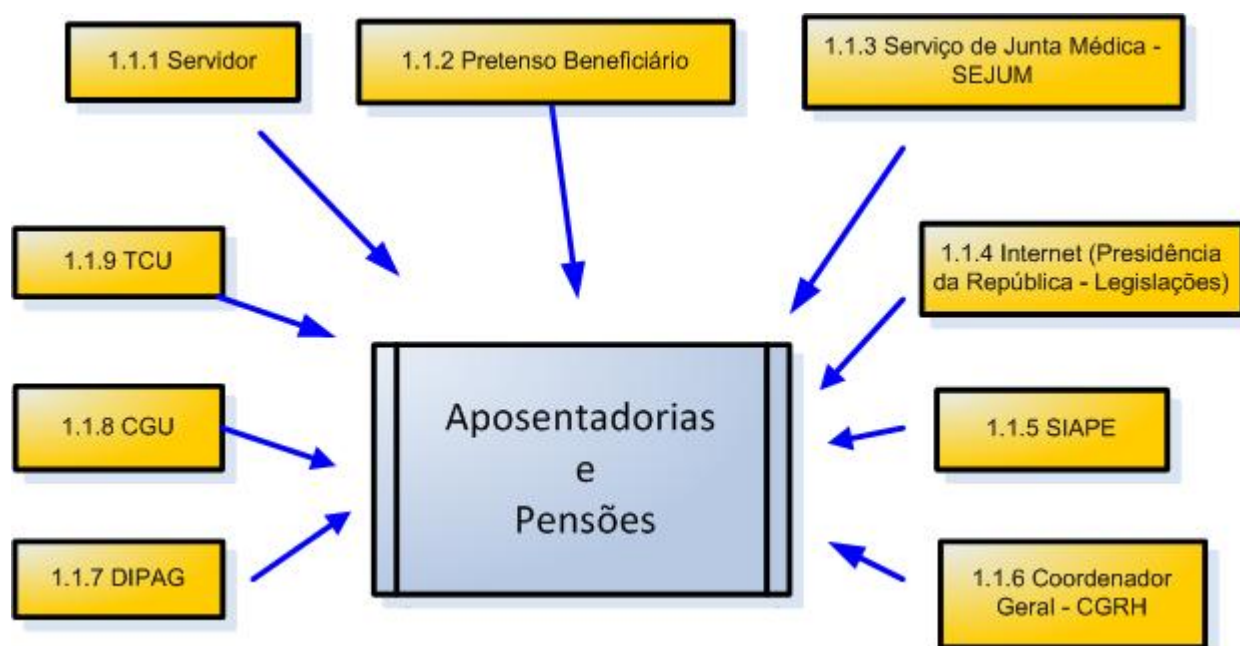 1.1.1 Servidor
1.1.2 Pretenso Beneficiário
1.1.3 Serviço de Junta Médica -
SEJUM
1.1.9 TCU
1.1.4 Internet (Presidência
da República - Legislações)
1.1.8 CGU
Aposentadorias
e
Pensões
1.1.5 SIAPE
1.1.7 DIPAG
1.1.6 Coordenador
Geral - CGRH